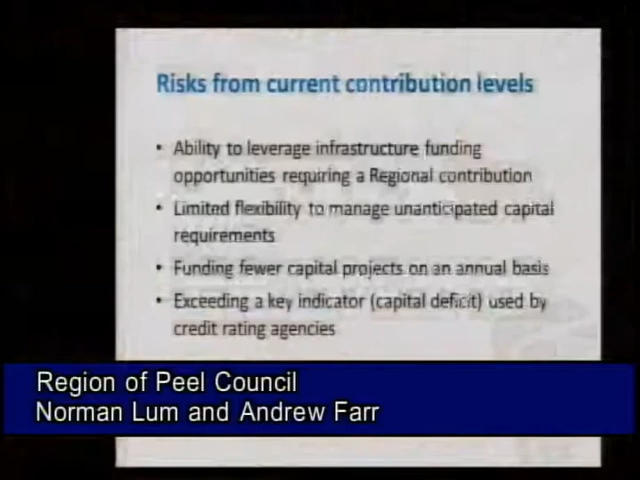 Risks from current contribution levels
• Ability to leverage infrastructure funding
opportunities requiring a Regional contribution
• Limited flexibility to manage unanticipated capital
requirements
• Funding fewer capital projects on an annual basis
• Exceeding a key indicator (capital deficit) used by
credit rating agencies
Region of Peel Council
Norman Lum and Andrew Farr